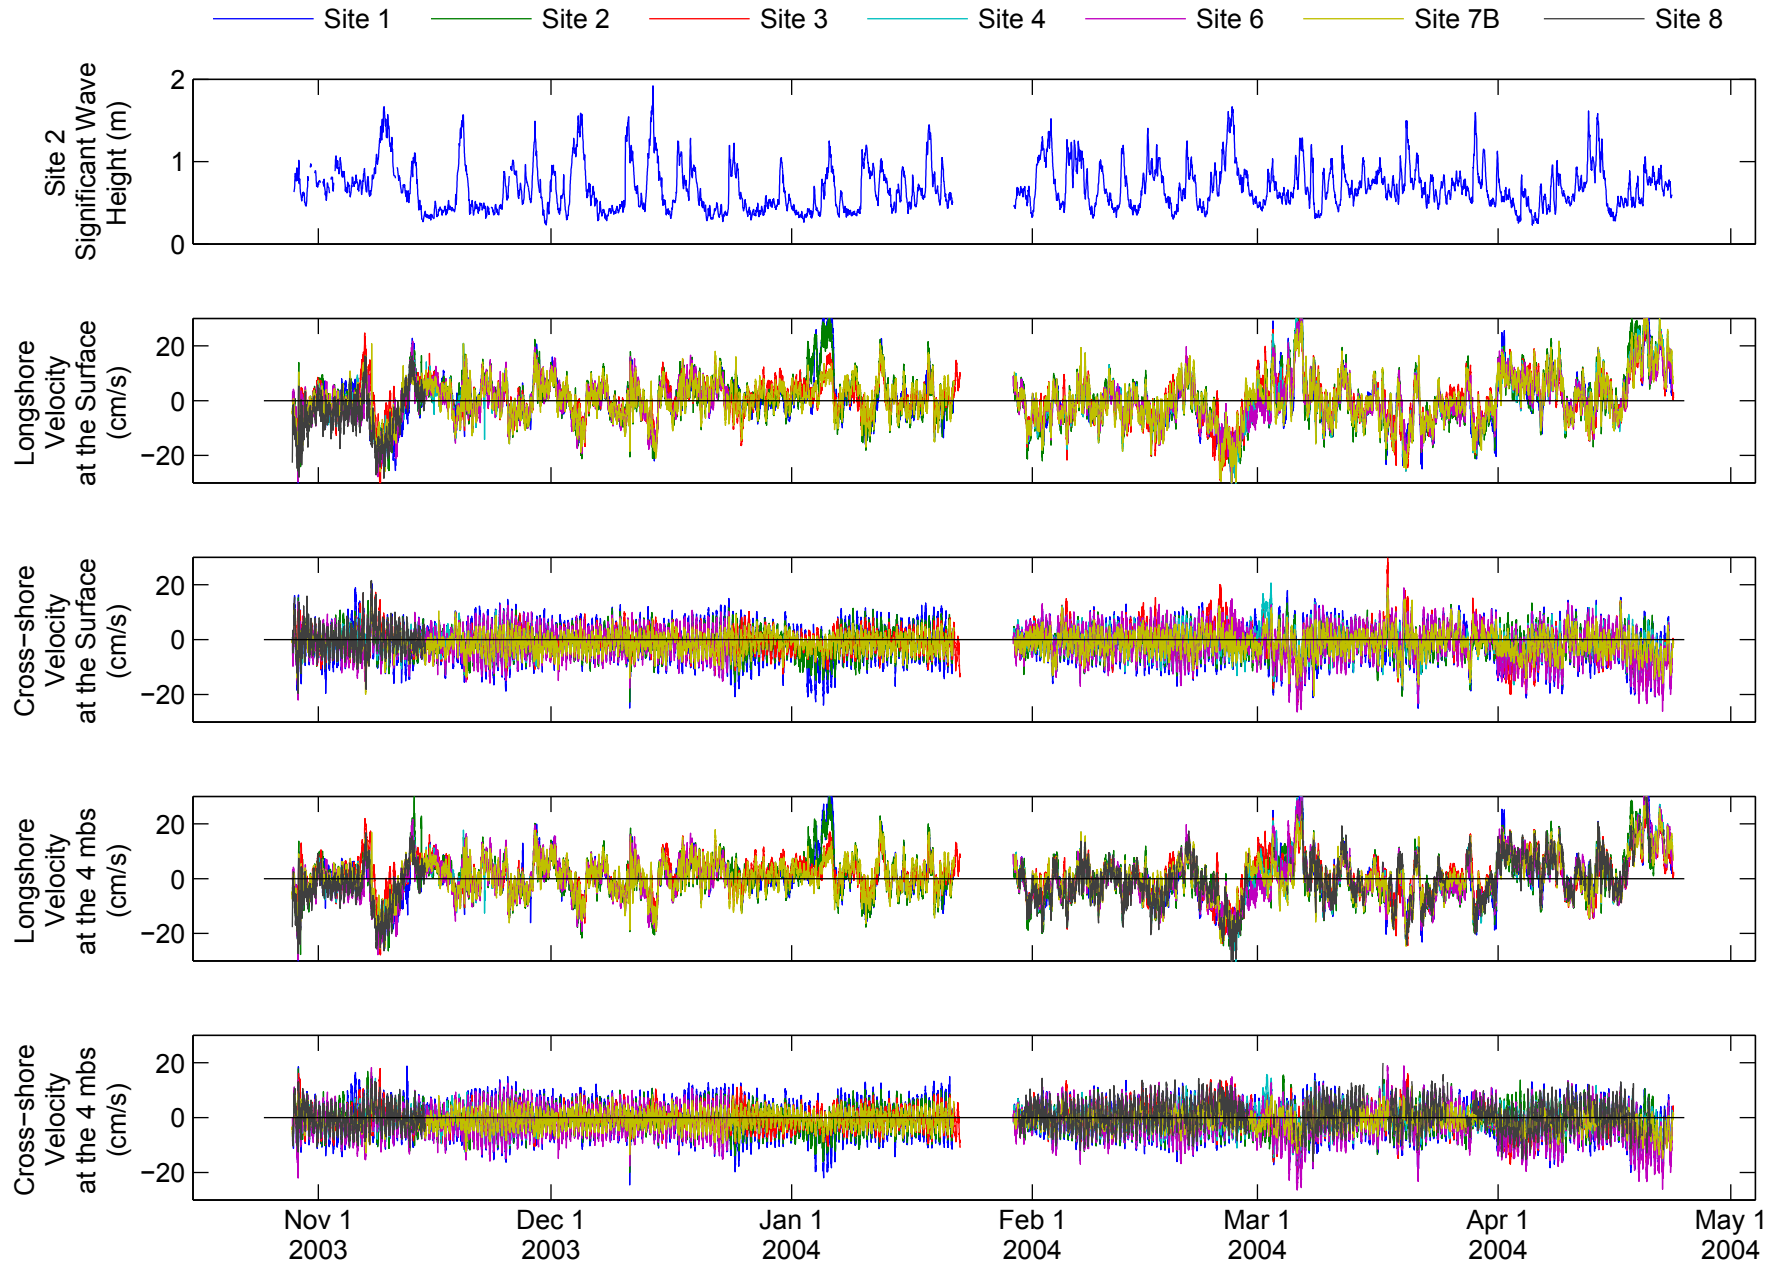 Site 1 Site 2 Site 3 Site 4 Site 6 Site 7B Site 8
Site 2
Significant Wave
Height (m)
2
1
0
Longshore
Velocity
at the Surface
(cm/s)
20
0
−20
Cross−shore
Velocity
at the Surface
(cm/s)
20
0
−20
Longshore
Velocity
at the 4 mbs
(cm/s)
20
0
−20
Cross−shore
Velocity
at the 4 mbs
(cm/s)
20
0
−20
Nov 1 Dec 1 Jan 1 Feb 1 Mar 1 Apr 1 May 1
2003 2003 2004 2004 2004 2004 2004